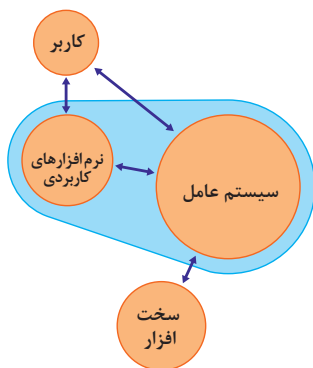 کاربر
نرم‌افزارهای
کاربردی
سیستم عامل
سخت
افزار